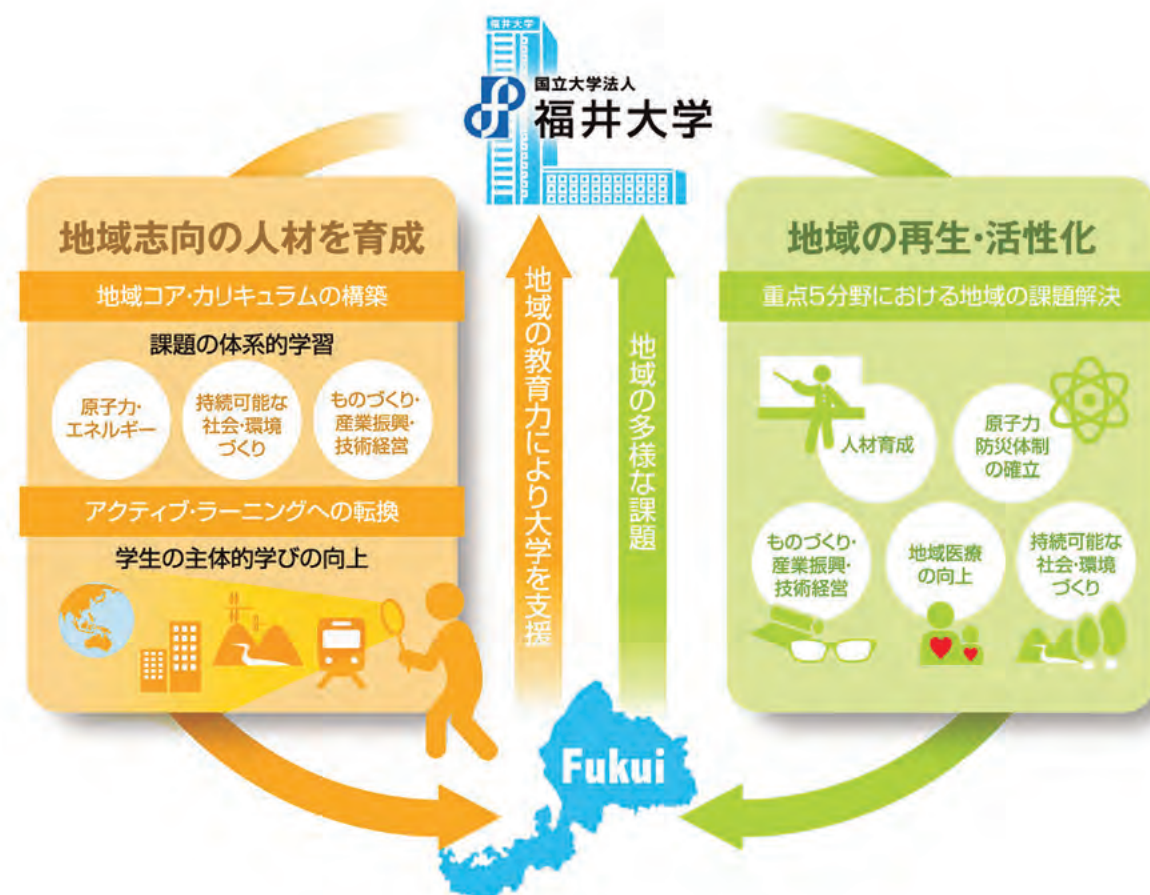 福井大学
国立大学法人
福井大学
地域志向の人材を育成
地域コア・カリキュラムの構築
課題の体系的学習
原子力・
エネルギー
持続可能な
社会・環境
づくり
ものづくり・
産業振興・
技術経営
アクティブ・ラーニングへの転換
学生の主体的学びの向上
地域の教育力により大学を支援
地域の多様な課題
地域の再生・活性化
重点5分野における地域の課題解決
人材育成
原子力
防災体制
の確立
ものづくり・
産業振興・
技術経営
地域医療
の向上
持続可能な
社会・環境
づくり
Fukui